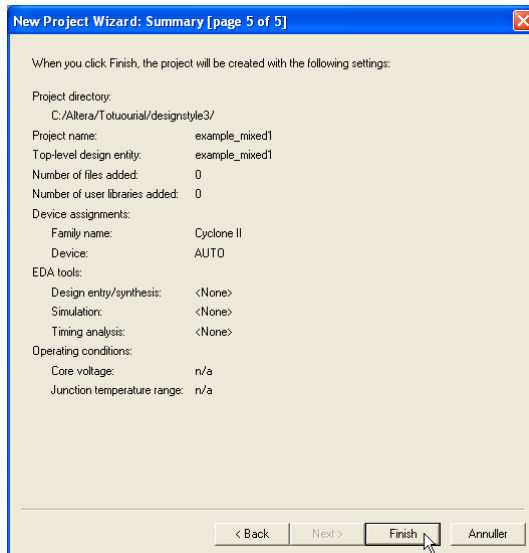 New Project Wizard: Summary [page 5 of 5]
When you click Finish, the project will be created with the following settings:
Project directory:
C:/Altera/Totuourial/designstyle3/
Project name: example_mixed1
Top-level design entity: example_mixed1
Number of files added: 0
Number of user libraries added: 0
Device assignments:
Family name: Cyclone II
Device: AUTO
EDA tools:
Design entry/synthesis: <None>
Simulation: <None>
Timing analysis: <None>
Operating conditions:
Core voltage: n/a
Junction temperature range: n/a
< Back Next > Finish Annuller